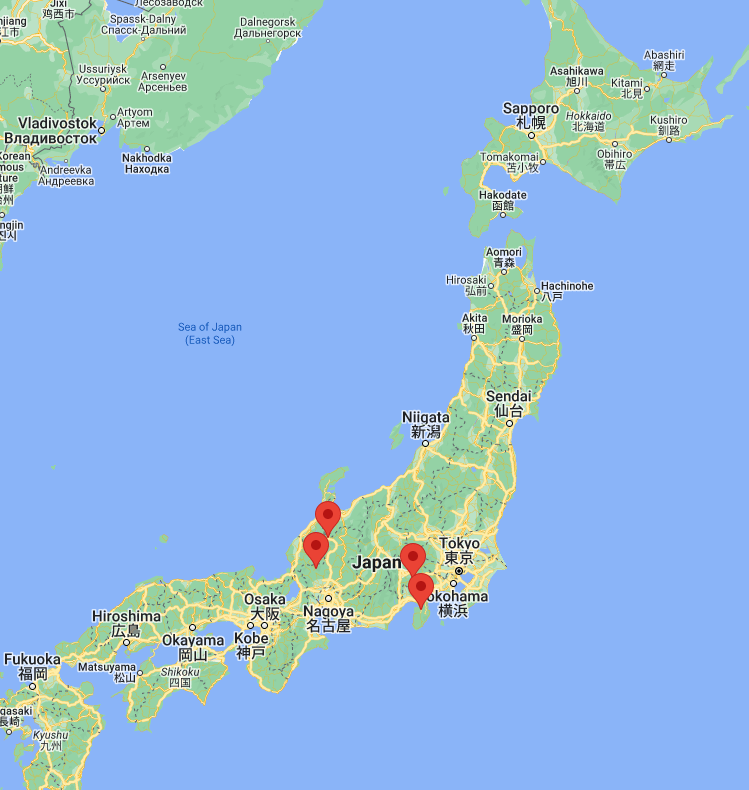 Jixi
鸡西市
Лесозаводск
Spassk-Dalny
Спасск-Дальний
Dalnegorsk
Дальнегорск
Ussuriysk
Уссурийск
Arsenyev
Арсеньев
Artyom
Артем
Vladivostok
Владивосток
Nakhodka
Находка
Andreevka
Андреевка
Abashiri
網走
Asahikawa
旭川
Kitami
北見
Sapporo
札幌
Hokkaido
北海道
Kushiro
釧路
Obihiro
帯広
Tomakomai
苫小牧
Hakodate
函館
Aomori
青森
Hirosaki
弘前
Hachinohe
八戸
Akita
秋田
Morioka
盛岡
Sea of Japan
(East Sea)
Sendai
仙台
Niigata
新潟
Tokyo
東京
Japan
okohama
横浜
Nagoya
名古屋
Osaka
大阪
Kobe
神戸
Okayama
岡山
Hiroshima
広島
Matsuyama
松山
Shikoku
四国
Fukuoka
福岡
gasaki
長崎
Kyushu
九州